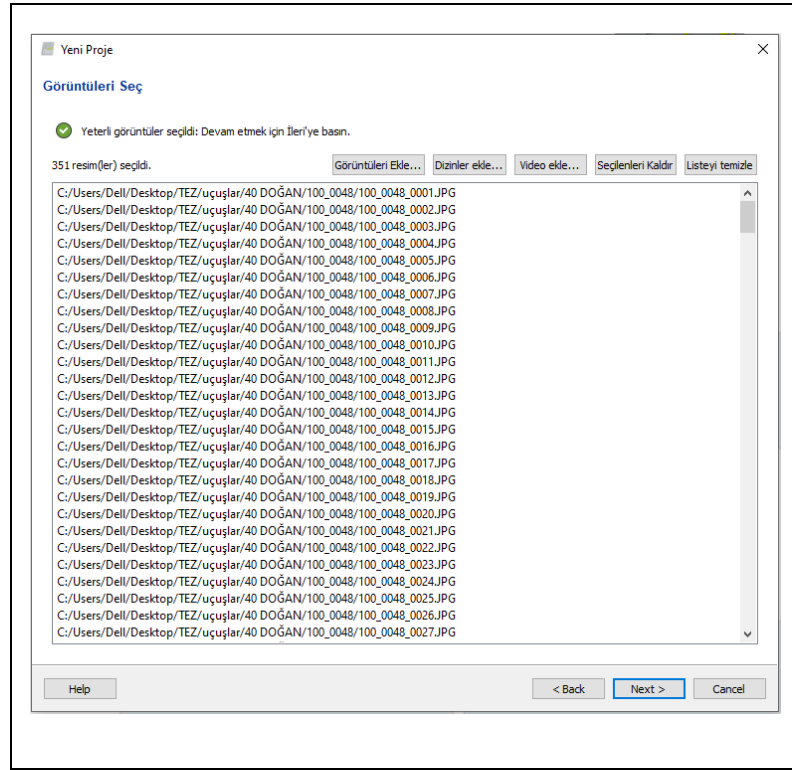 Yeni Proje
Görüntüleri Seç
Yeterli görüntüler seçildi: Devam etmek için İleri'ye basın.
351 resim(ler) seçildi. Görüntüleri Ekle... Dizinler ekle... Video ekle... Seçilenleri Kaldır Listeyi temizle
C:/Users/Dell/Desktop/TEZ/uçuşlar/40 DOĞAN/100_0048/100_0048_0001.JPG
C:/Users/Dell/Desktop/TEZ/uçuşlar/40 DOĞAN/100_0048/100_0048_0002.JPG
C:/Users/Dell/Desktop/TEZ/uçuşlar/40 DOĞAN/100_0048/100_0048_0003.JPG
C:/Users/Dell/Desktop/TEZ/uçuşlar/40 DOĞAN/100_0048/100_0048_0004.JPG
C:/Users/Dell/Desktop/TEZ/uçuşlar/40 DOĞAN/100_0048/100_0048_0005.JPG
C:/Users/Dell/Desktop/TEZ/uçuşlar/40 DOĞAN/100_0048/100_0048_0006.JPG
C:/Users/Dell/Desktop/TEZ/uçuşlar/40 DOĞAN/100_0048/100_0048_0007.JPG
C:/Users/Dell/Desktop/TEZ/uçuşlar/40 DOĞAN/100_0048/100_0048_0008.JPG
C:/Users/Dell/Desktop/TEZ/uçuşlar/40 DOĞAN/100_0048/100_0048_0009.JPG
C:/Users/Dell/Desktop/TEZ/uçuşlar/40 DOĞAN/100_0048/100_0048_0010.JPG
C:/Users/Dell/Desktop/TEZ/uçuşlar/40 DOĞAN/100_0048/100_0048_0011.JPG
C:/Users/Dell/Desktop/TEZ/uçuşlar/40 DOĞAN/100_0048/100_0048_0012.JPG
C:/Users/Dell/Desktop/TEZ/uçuşlar/40 DOĞAN/100_0048/100_0048_0013.JPG
C:/Users/Dell/Desktop/TEZ/uçuşlar/40 DOĞAN/100_0048/100_0048_0014.JPG
C:/Users/Dell/Desktop/TEZ/uçuşlar/40 DOĞAN/100_0048/100_0048_0015.JPG
C:/Users/Dell/Desktop/TEZ/uçuşlar/40 DOĞAN/100_0048/100_0048_0016.JPG
C:/Users/Dell/Desktop/TEZ/uçuşlar/40 DOĞAN/100_0048/100_0048_0017.JPG
C:/Users/Dell/Desktop/TEZ/uçuşlar/40 DOĞAN/100_0048/100_0048_0018.JPG
C:/Users/Dell/Desktop/TEZ/uçuşlar/40 DOĞAN/100_0048/100_0048_0019.JPG
C:/Users/Dell/Desktop/TEZ/uçuşlar/40 DOĞAN/100_0048/100_0048_0020.JPG
C:/Users/Dell/Desktop/TEZ/uçuşlar/40 DOĞAN/100_0048/100_0048_0021.JPG
C:/Users/Dell/Desktop/TEZ/uçuşlar/40 DOĞAN/100_0048/100_0048_0022.JPG
C:/Users/Dell/Desktop/TEZ/uçuşlar/40 DOĞAN/100_0048/100_0048_0023.JPG
C:/Users/Dell/Desktop/TEZ/uçuşlar/40 DOĞAN/100_0048/100_0048_0024.JPG
C:/Users/Dell/Desktop/TEZ/uçuşlar/40 DOĞAN/100_0048/100_0048_0025.JPG
C:/Users/Dell/Desktop/TEZ/uçuşlar/40 DOĞAN/100_0048/100_0048_0026.JPG
C:/Users/Dell/Desktop/TEZ/uçuşlar/40 DOĞAN/100_0048/100_0048_0027.JPG
Help < Back Next > Cancel